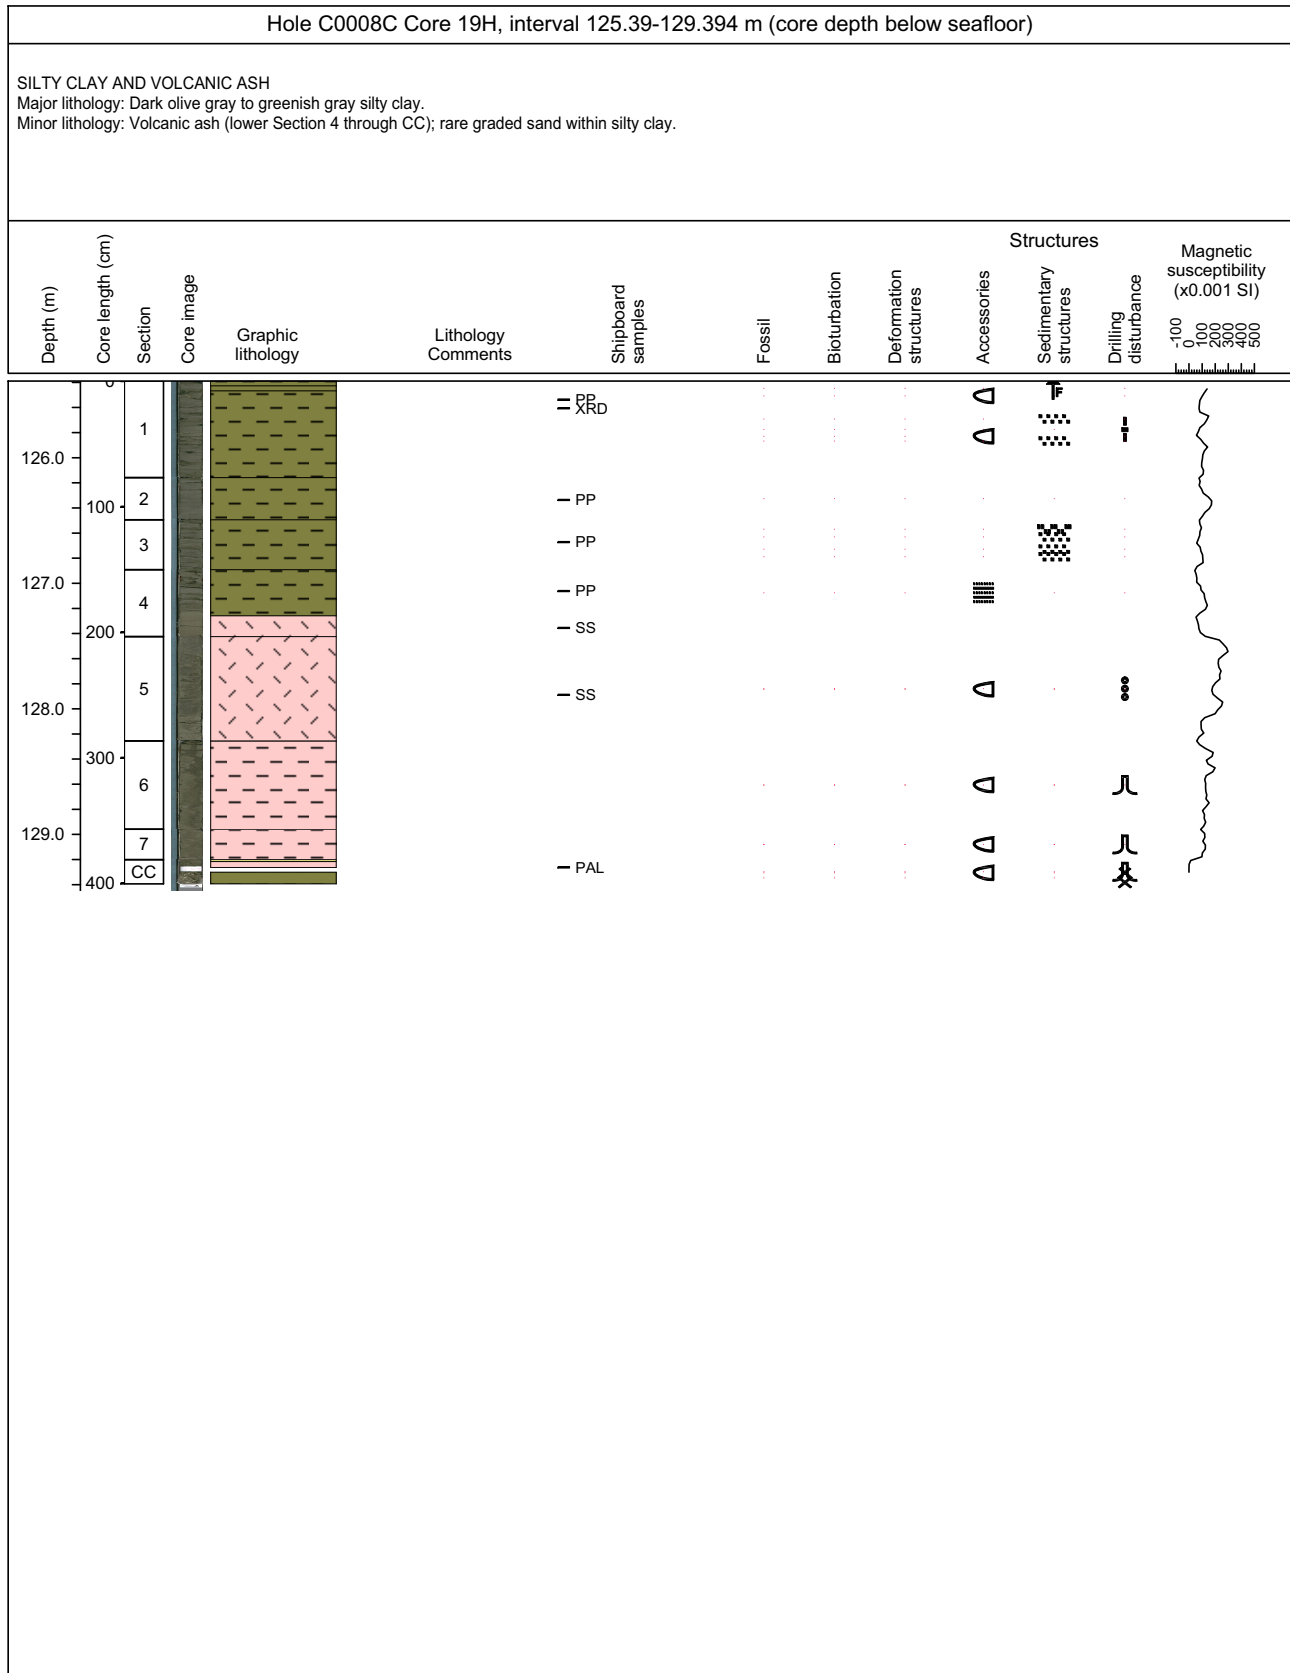 Hole C0008C Core 19H, interval 125.39-129.394 m (core depth below seafloor)
SILTY CLAY AND VOLCANIC ASH
Major lithology: Dark olive gray to greenish gray silty clay.
Minor lithology: Volcanic ash (lower Section 4 through CC); rare graded sand within silty clay.
Depth (m)
Core length (cm)
Section
Core image
Graphic
lithology
Lithology
Comments
Shipboard
samples
Fossil
Bioturbation
Deformation
structures
Structures
Accessories
Sedimentary
structures
Drilling
disturbance
Magnetic
susceptibility
(x0.001 SI)
-100
0
100
200
300
400
500
0
PP
XRD
1
126.0
100
2
PP
3
PP
127.0
4
PP
200
SS
5
SS
128.0
300
6
129.0
7
CC
PAL
400
F